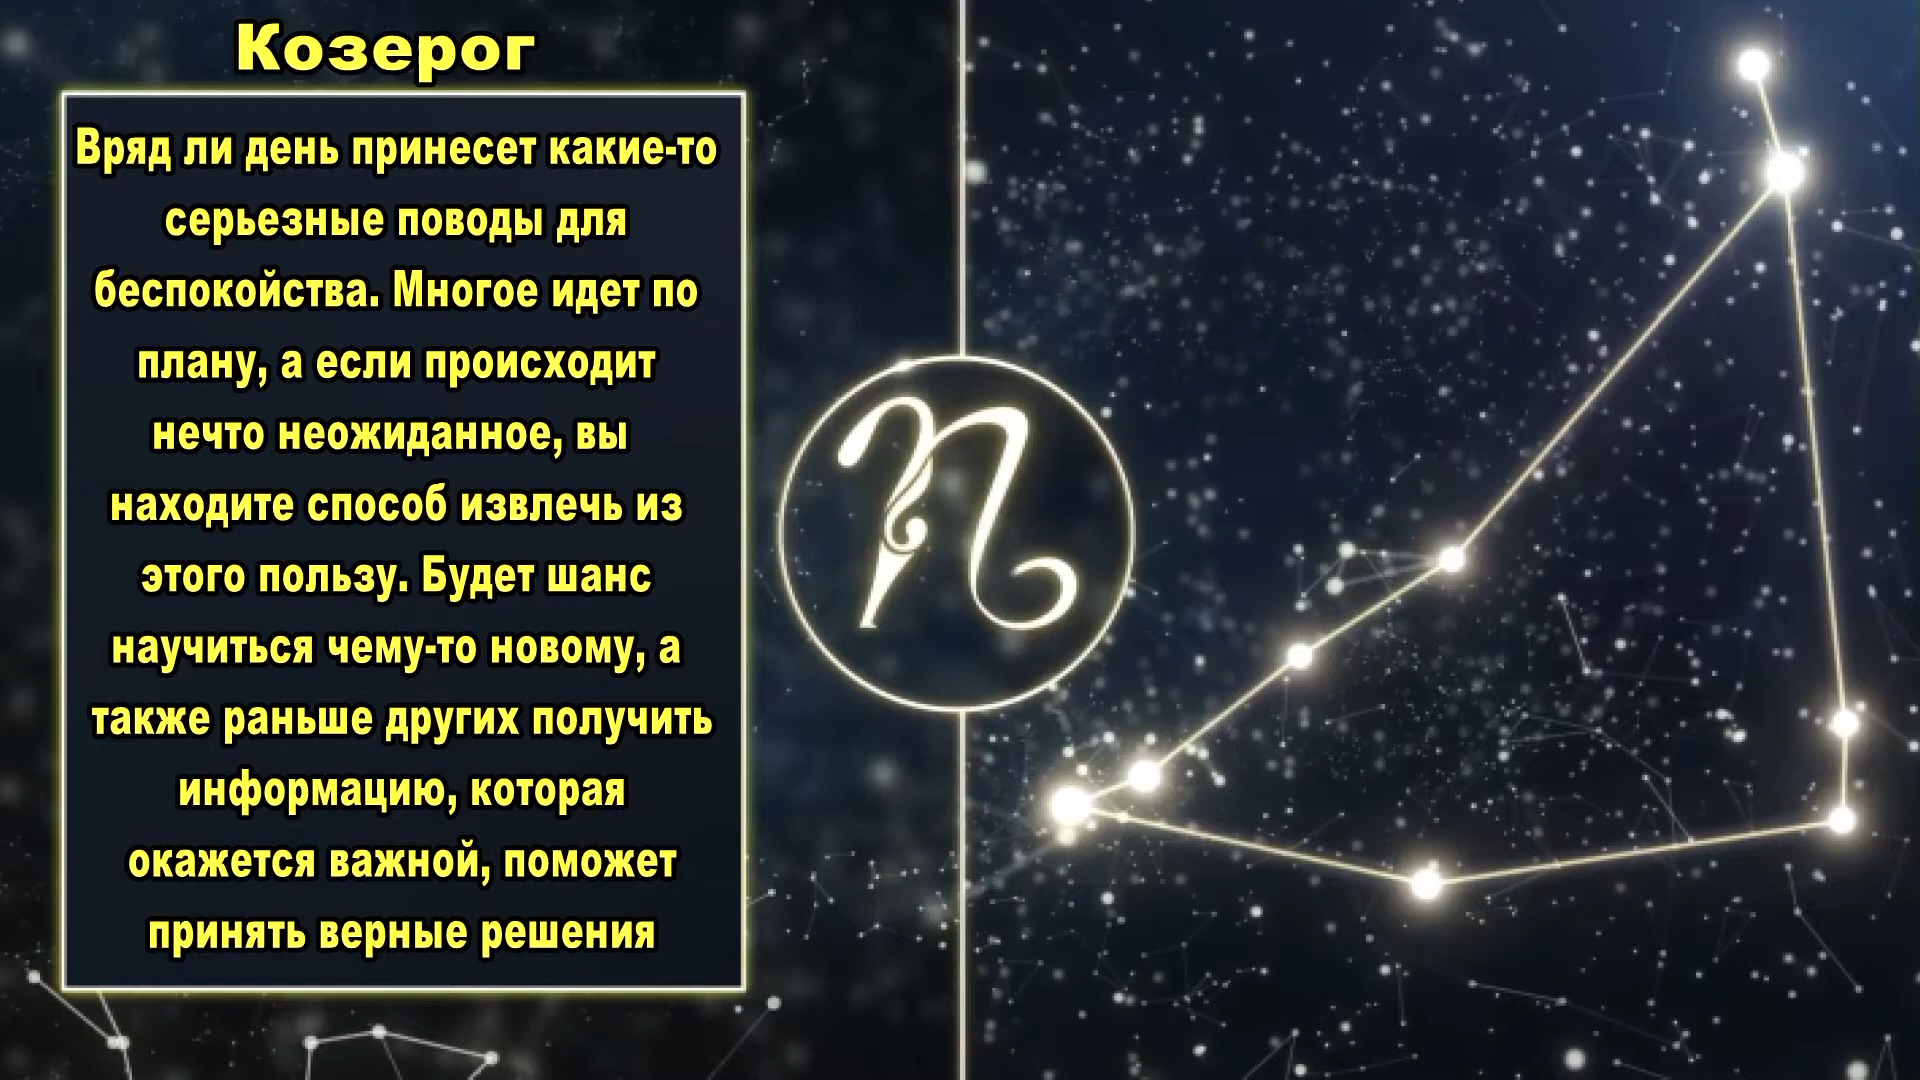 Козерог
Вряд ли день принесет какие-то
серьезные поводы для
беспокойства. Многое идет по
плану, а если происходит
нечто неожиданное, вы
находите способ извлечь из
этого пользу. Будет шанс
научиться чему-то новому, а
также раньше других получить
информацию, которая
окажется важной, поможет
принять верные решения